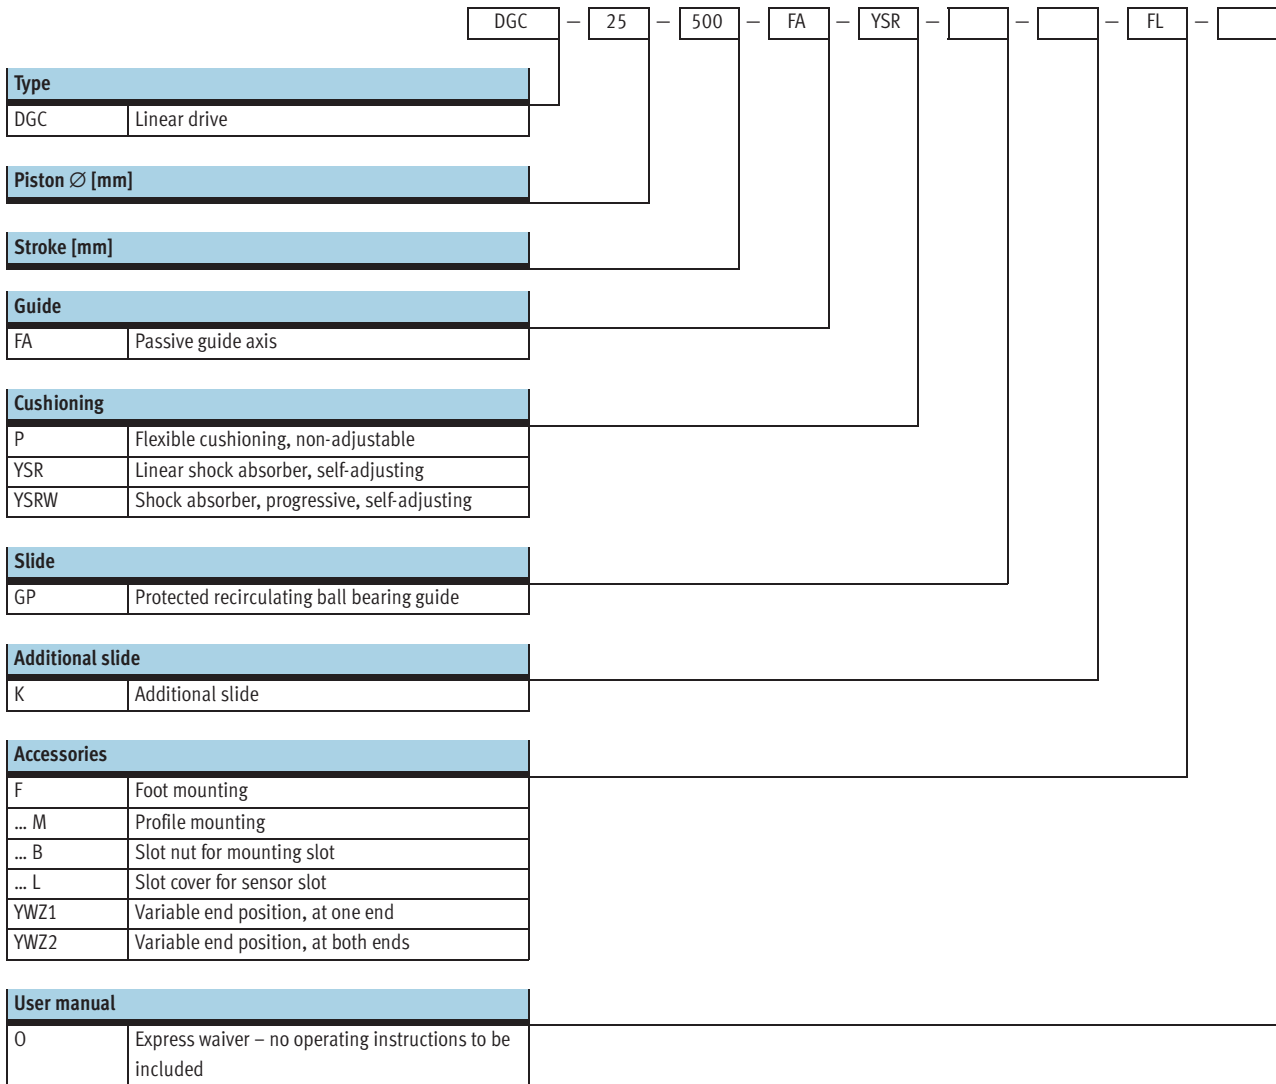 DGC – 25 – 500 – FA – YSR – – – FL –
Type
DGC Linear drive
Piston ∅ [mm]
Stroke [mm]
Guide
FA Passive guide axis
Cushioning
P Flexible cushioning, non-adjustable
YSR Linear shock absorber, self-adjusting
YSRW Shock absorber, progressive, self-adjusting
Slide
GP Protected recirculating ball bearing guide
Additional slide
K Additional slide
Accessories
F Foot mounting
... M Profile mounting
... B Slot nut for mounting slot
... L Slot cover for sensor slot
YWZ1 Variable end position, at one end
YWZ2 Variable end position, at both ends
User manual
O Express waiver – no operating instructions to be
included